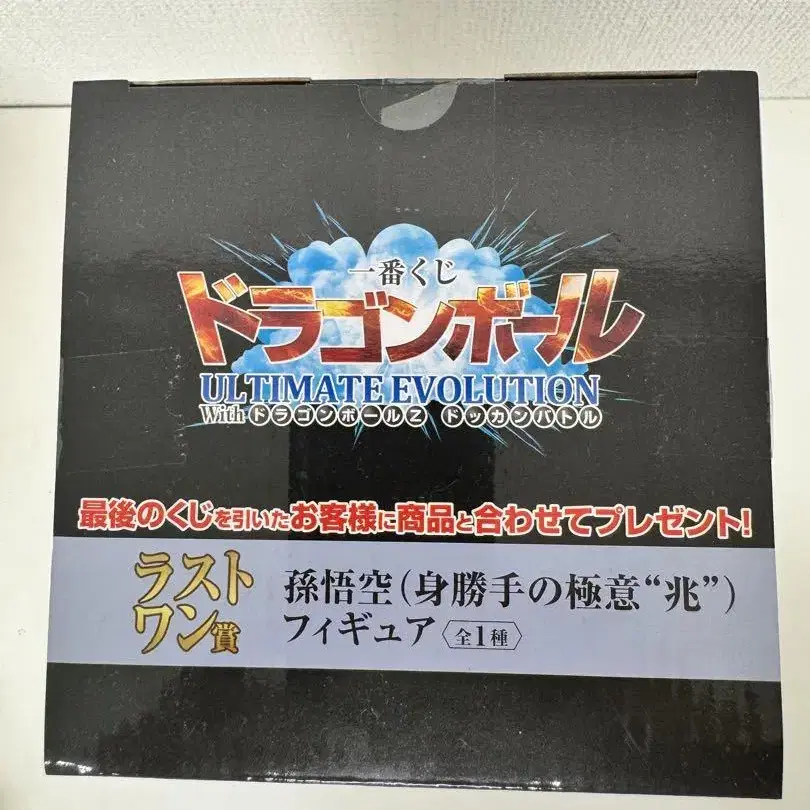 一番くじ
ドラゴンボール
ULTIMATE EVOLUTION
With ドラゴンボールZ ドッカンバトル
最後のくじを引いたお客様に商品と合わせてプレゼント!
ラスト
ワン賞
孫悟空(身勝手の極意“兆”)
フィギュア〈全1種〉